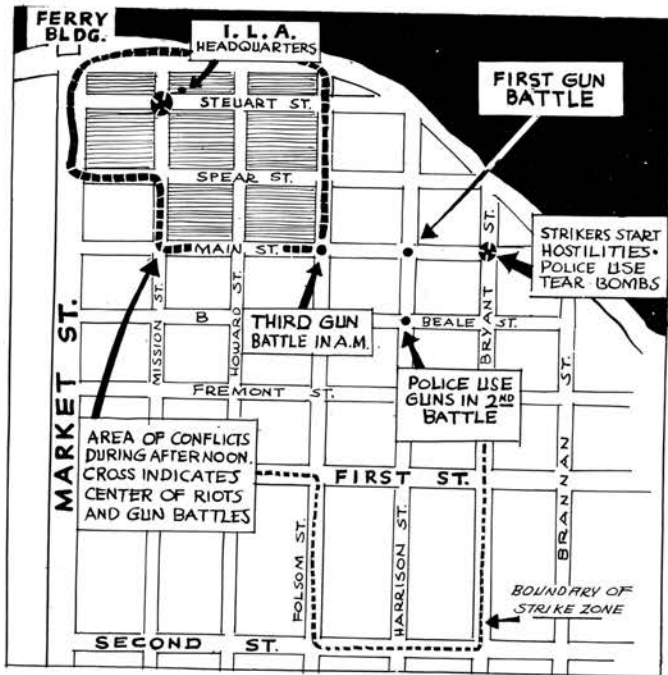 FERRY
BLDG.
I.L.A.
HEADQUARTERS
STEUART ST.
FIRST GUN
BATTLE
SPEAR ST.
ST.
STRIKERS START
HOSTILITIES.
POLICE USE
TEAR BOMBS
MAIN ST.
MISSION ST.
HOWARD ST.
B
THIRD GUN
BATTLE IN A.M.
BEALE ST.
BRYANT
MARKET ST.
FREMONT ST.
POLICE USE
GUNS IN 2ND
BATTLE
AREA OF CONFLICTS
DURING AFTERNOON.
CROSS INDICATES
CENTER OF RIOTS
AND GUN BATTLES
FIRST ST.
BRANNAN ST.
FOLSOM ST.
HARRISON ST.
BOUNDARY OF
STRIKE ZONE
SECOND ST.